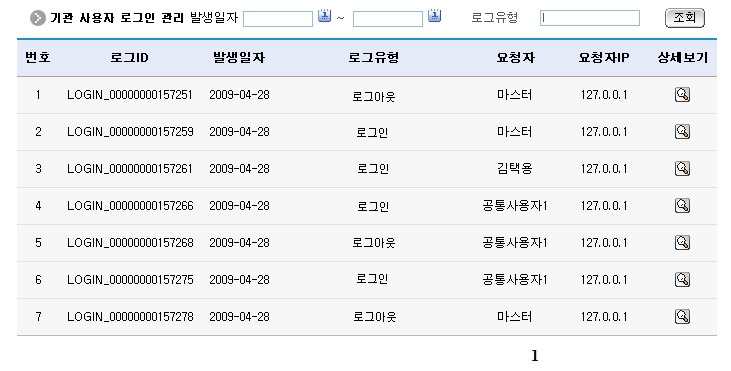 기관 사용자 로그인 관리 발생일자 ~ 로그유형 조회
번호 로그ID 발생일자 로그유형 요청자 요청자IP 상세보기
1 LOGIN_00000000157251 2009-04-28 로그아웃 마스터 127.0.0.1
2 LOGIN_00000000157259 2009-04-28 로그인 마스터 127.0.0.1
3 LOGIN_00000000157261 2009-04-28 로그인 김택용 127.0.0.1
4 LOGIN_00000000157266 2009-04-28 로그인 공통사용자1 127.0.0.1
5 LOGIN_00000000157268 2009-04-28 로그아웃 공통사용자1 127.0.0.1
6 LOGIN_00000000157275 2009-04-28 로그인 공통사용자1 127.0.0.1
7 LOGIN_00000000157278 2009-04-28 로그아웃 마스터 127.0.0.1
1